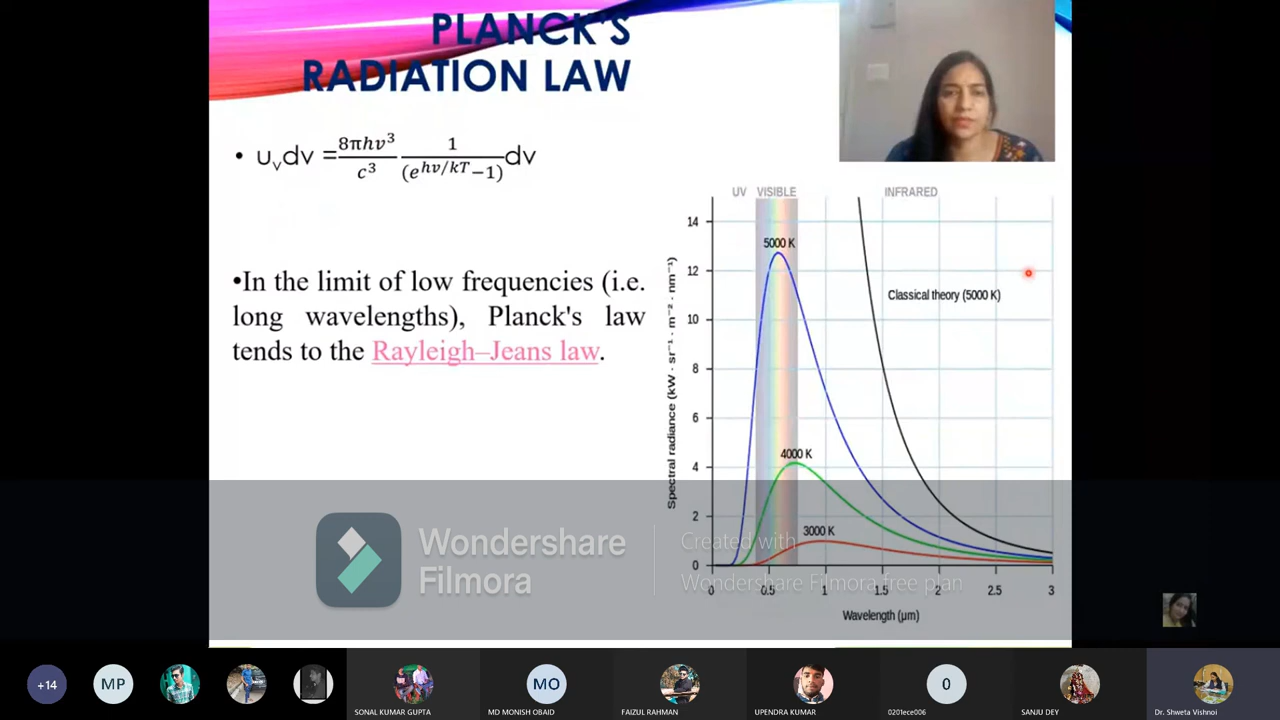 PLANCK'S
RADIATION LAW
• uᵥdv = 8πhv³/c³ 1/(e^hv/kT −1) dv
•In the limit of low frequencies (i.e.
long wavelengths), Planck's law
tends to the Rayleigh–Jeans law.
UV VISIBLE INFRARED
14
12
10
8
6
4
2
0
Spectral radiance (kW · sr⁻¹ · m⁻² · nm⁻¹)
5000 K
Classical theory (5000 K)
4000 K
3000 K
0 0.5 1 1.5 2 2.5 3
Wavelength (μm)
Wondershare
Filmora
Created with
Wondershare Filmora free plan
+14
MP
SONAL KUMAR GUPTA
MO
MD MONISH OBAID
FAIZUL RAHMAN
UPENDRA KUMAR
0
0201ece006
SANJU DEY
Dr. Shweta Vishnoi